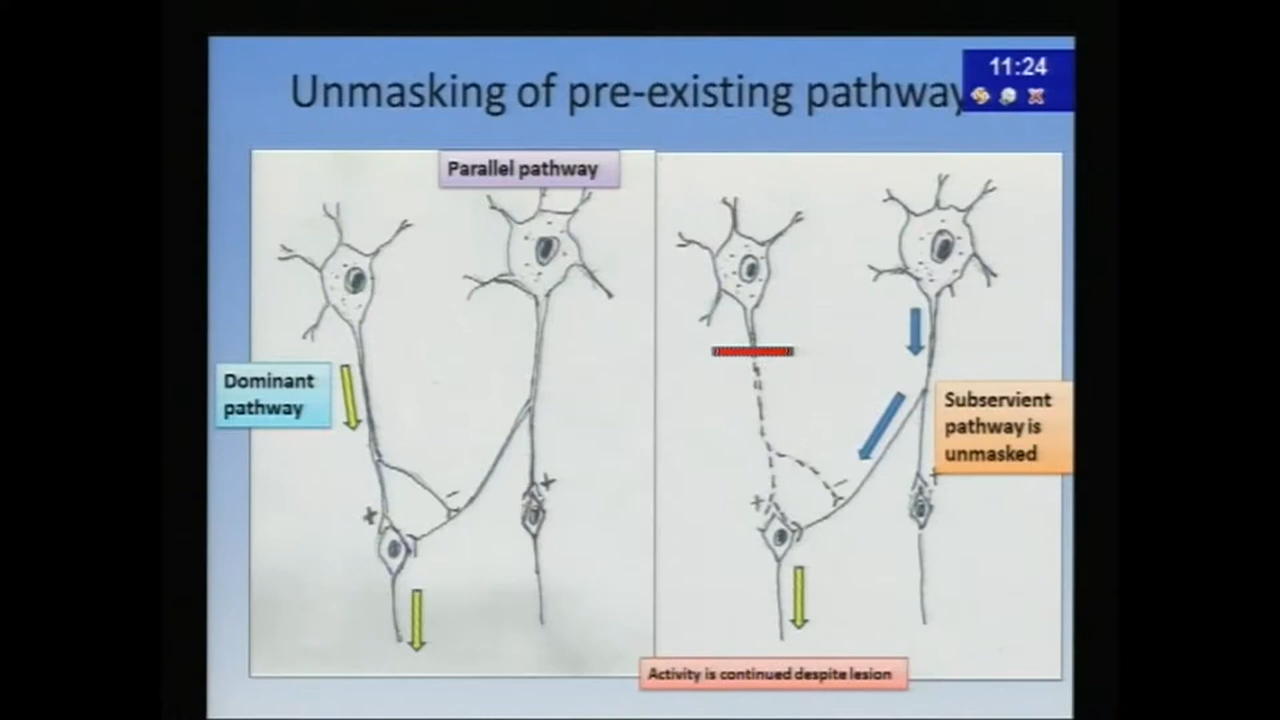 Unmasking of pre-existing pathway
11:24
Parallel pathway
Dominant
pathway
Subservient
pathway is
unmasked
+
-
+
+
-
+
Activity is continued despite lesion